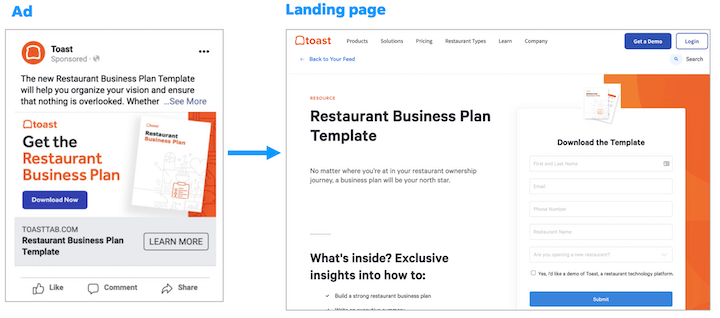 Ad
Landing page
Toast
Sponsored ·
The new Restaurant Business Plan Template
will help you organize your vision and ensure
that nothing is overlooked. Whether ...See More
toast
Get the
Restaurant
Business Plan
Download Now
Restaurant
Business Plan
TOASTTAB.COM
Restaurant Business Plan
Template
LEARN MORE
Like
Comment
Share
toast
Products
Solutions
Pricing
Restaurant Types
Learn
Company
Get a Demo
Login
← Back to Your Feed
Search
RESOURCE
Restaurant Business Plan
Template
No matter where you're at in your restaurant ownership
journey, a business plan will be your north star.
What's inside? Exclusive
insights into how to:
✓ Build a strong restaurant business plan
Download the Template
First and Last Name
Email
Phone Number
Restaurant Name
Are you opening a new restaurant?
Yes, I'd like a demo of Toast, a restaurant technology platform.
Submit